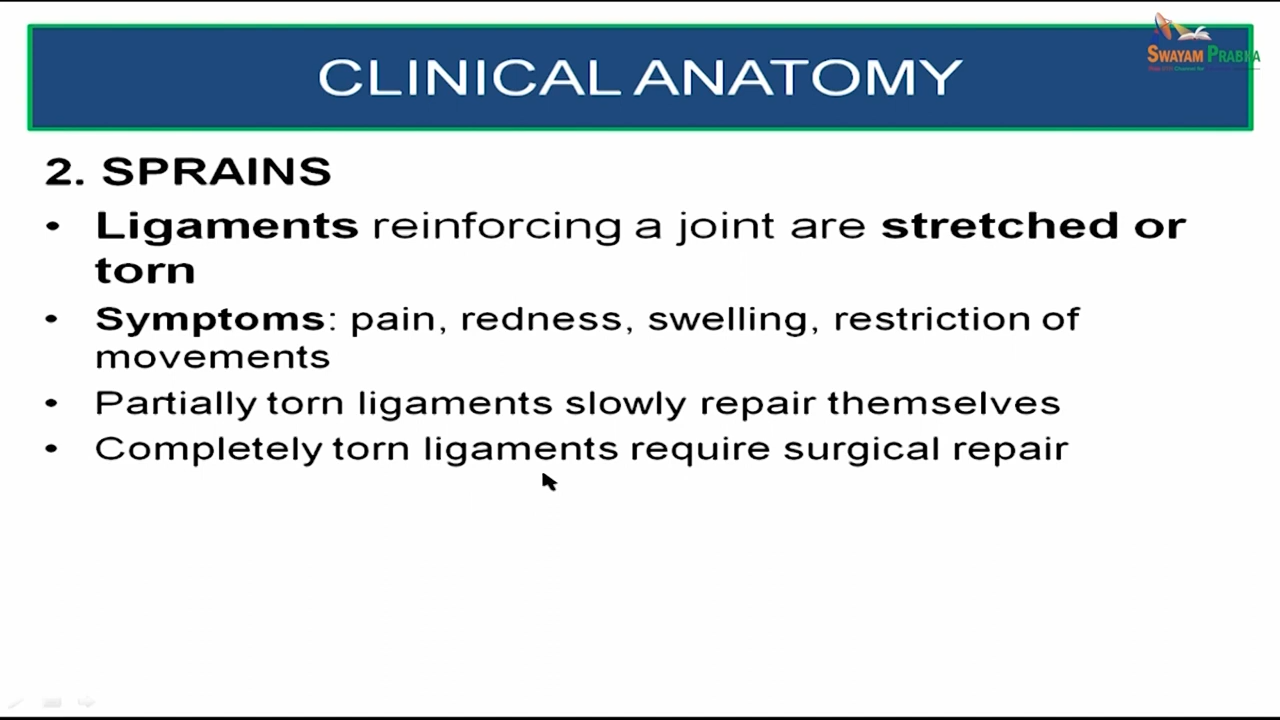 SWAYAM PRABHA
CLINICAL ANATOMY
2. SPRAINS
• Ligaments reinforcing a joint are stretched or
torn
• Symptoms: pain, redness, swelling, restriction of
movements
• Partially torn ligaments slowly repair themselves
• Completely torn ligaments require surgical repair